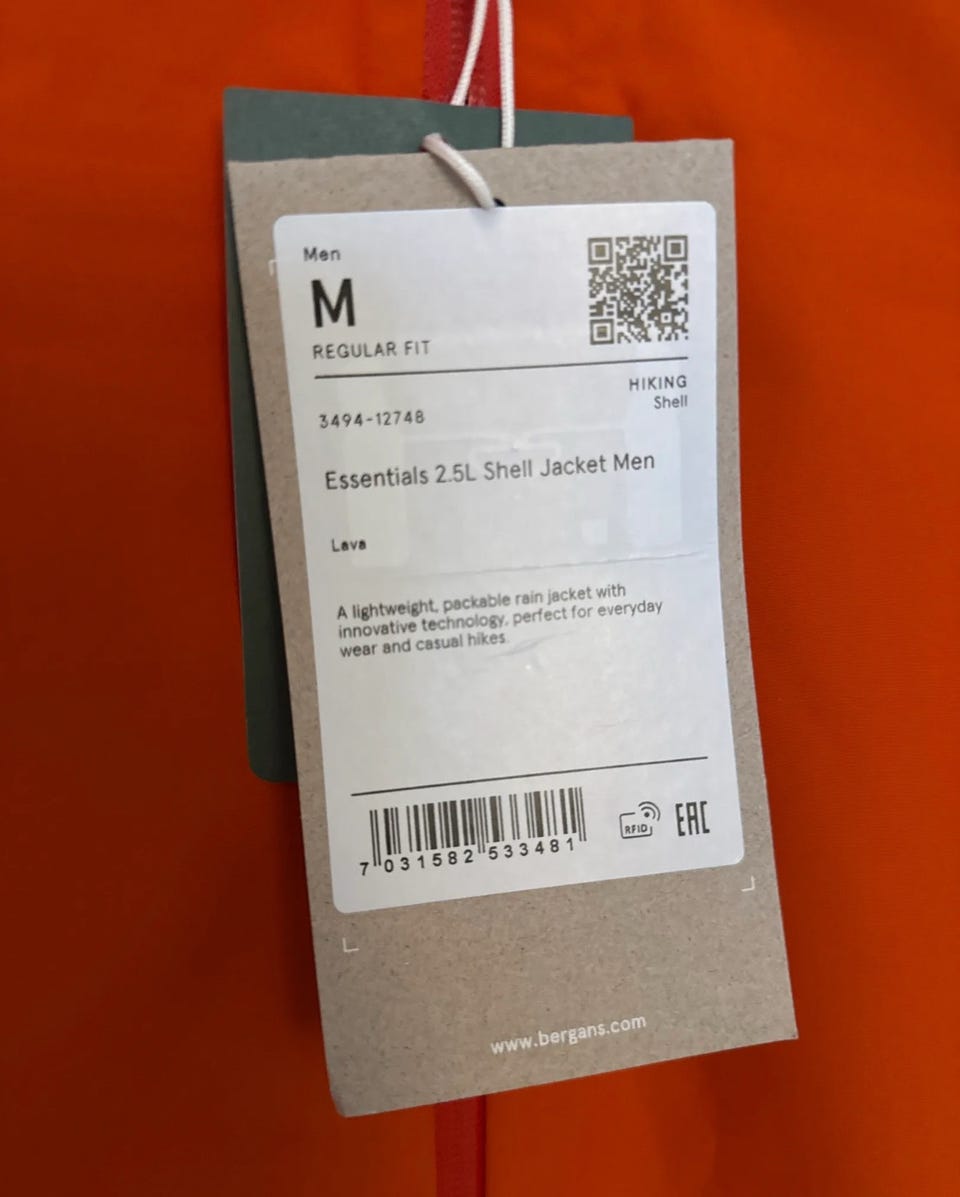 Men
M
REGULAR FIT
HIKING
Shell
3494-12748
Essentials 2.5L Shell Jacket Men
Lava
A lightweight, packable rain jacket with
innovative technology, perfect for everyday
wear and casual hikes.
7 031582 533481
RFID
EAC
www.bergans.com